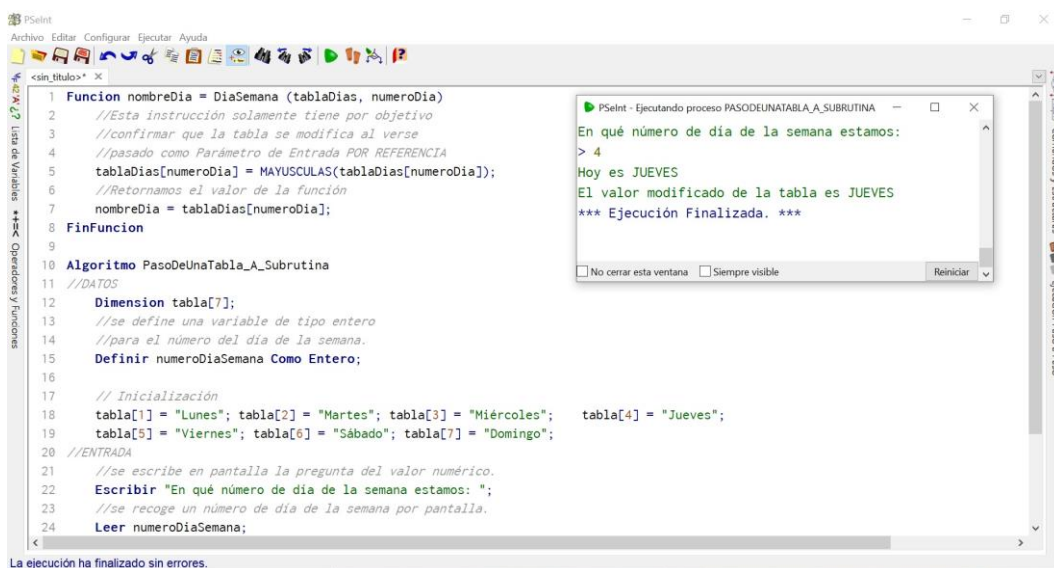 PSeInt
Archivo Editar Configurar Ejecutar Ayuda
<sin_titulo>* ×
Lista de Variables
*+=< Operadores y Funciones
1 Funcion nombreDia = DiaSemana (tablaDias, numeroDia)
2 //Esta instrucción solamente tiene por objetivo
3 //confirmar que la tabla se modifica al verse
4 //pasado como Parámetro de Entrada POR REFERENCIA
5 tablaDias[numeroDia] = MAYUSCULAS(tablaDias[numeroDia]);
6 //Retornamos el valor de la función
7 nombreDia = tablaDias[numeroDia];
8 FinFuncion
9
10 Algoritmo PasoDeUnaTabla_A_Subrutina
11 //DATOS
12 Dimension tabla[7];
13 //se define una variable de tipo entero
14 //para el número del día de la semana.
15 Definir numeroDiaSemana Como Entero;
16
17 // Inicialización
18 tabla[1] = "Lunes"; tabla[2] = "Martes"; tabla[3] = "Miércoles"; tabla[4] = "Jueves";
19 tabla[5] = "Viernes"; tabla[6] = "Sábado"; tabla[7] = "Domingo";
20 //ENTRADA
21 //se escribe en pantalla la pregunta del valor numérico.
22 Escribir "En qué número de día de la semana estamos: ";
23 //se recoge un número de día de la semana por pantalla.
24 Leer numeroDiaSemana;
PSeInt - Ejecutando proceso PASODEUNATABLA_A_SUBRUTINA
En qué número de día de la semana estamos:
> 4
Hoy es JUEVES
El valor modificado de la tabla es JUEVES
*** Ejecución Finalizada. ***
No cerrar esta ventana Siempre visible Reiniciar
La ejecución ha finalizado sin errores.